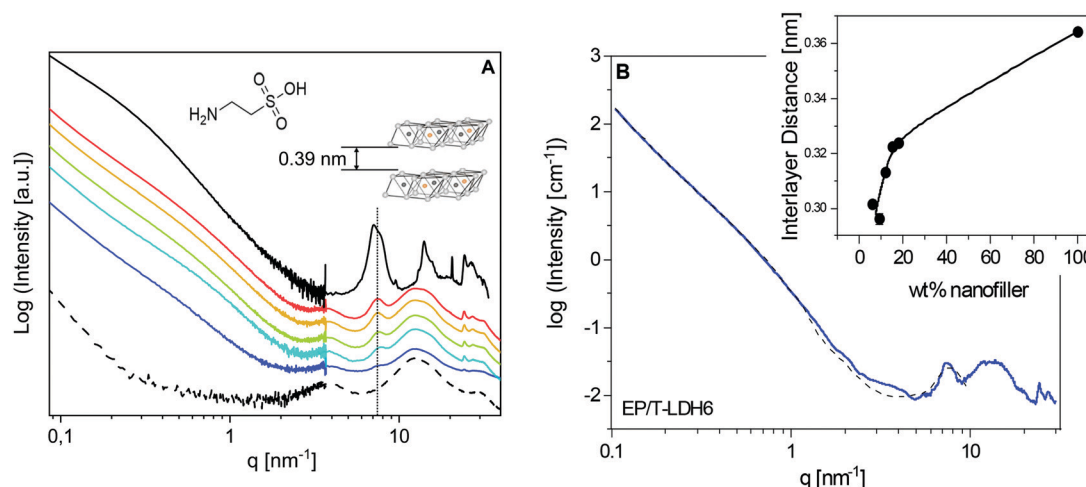 A
Log (Intensity [a.u.]
H₂N
O
S
OH
O
0.39 nm
0,1
1
10
q [nm⁻¹]
B
log (Intensity [cm⁻¹]
3
2
1
0
-1
-2
EP/T-LDH6
0.1
1
10
q [nm⁻¹]
Interlayer Distance [nm]
0.36
0.34
0.32
0.30
0
20
40
60
80
100
wt% nanofiller